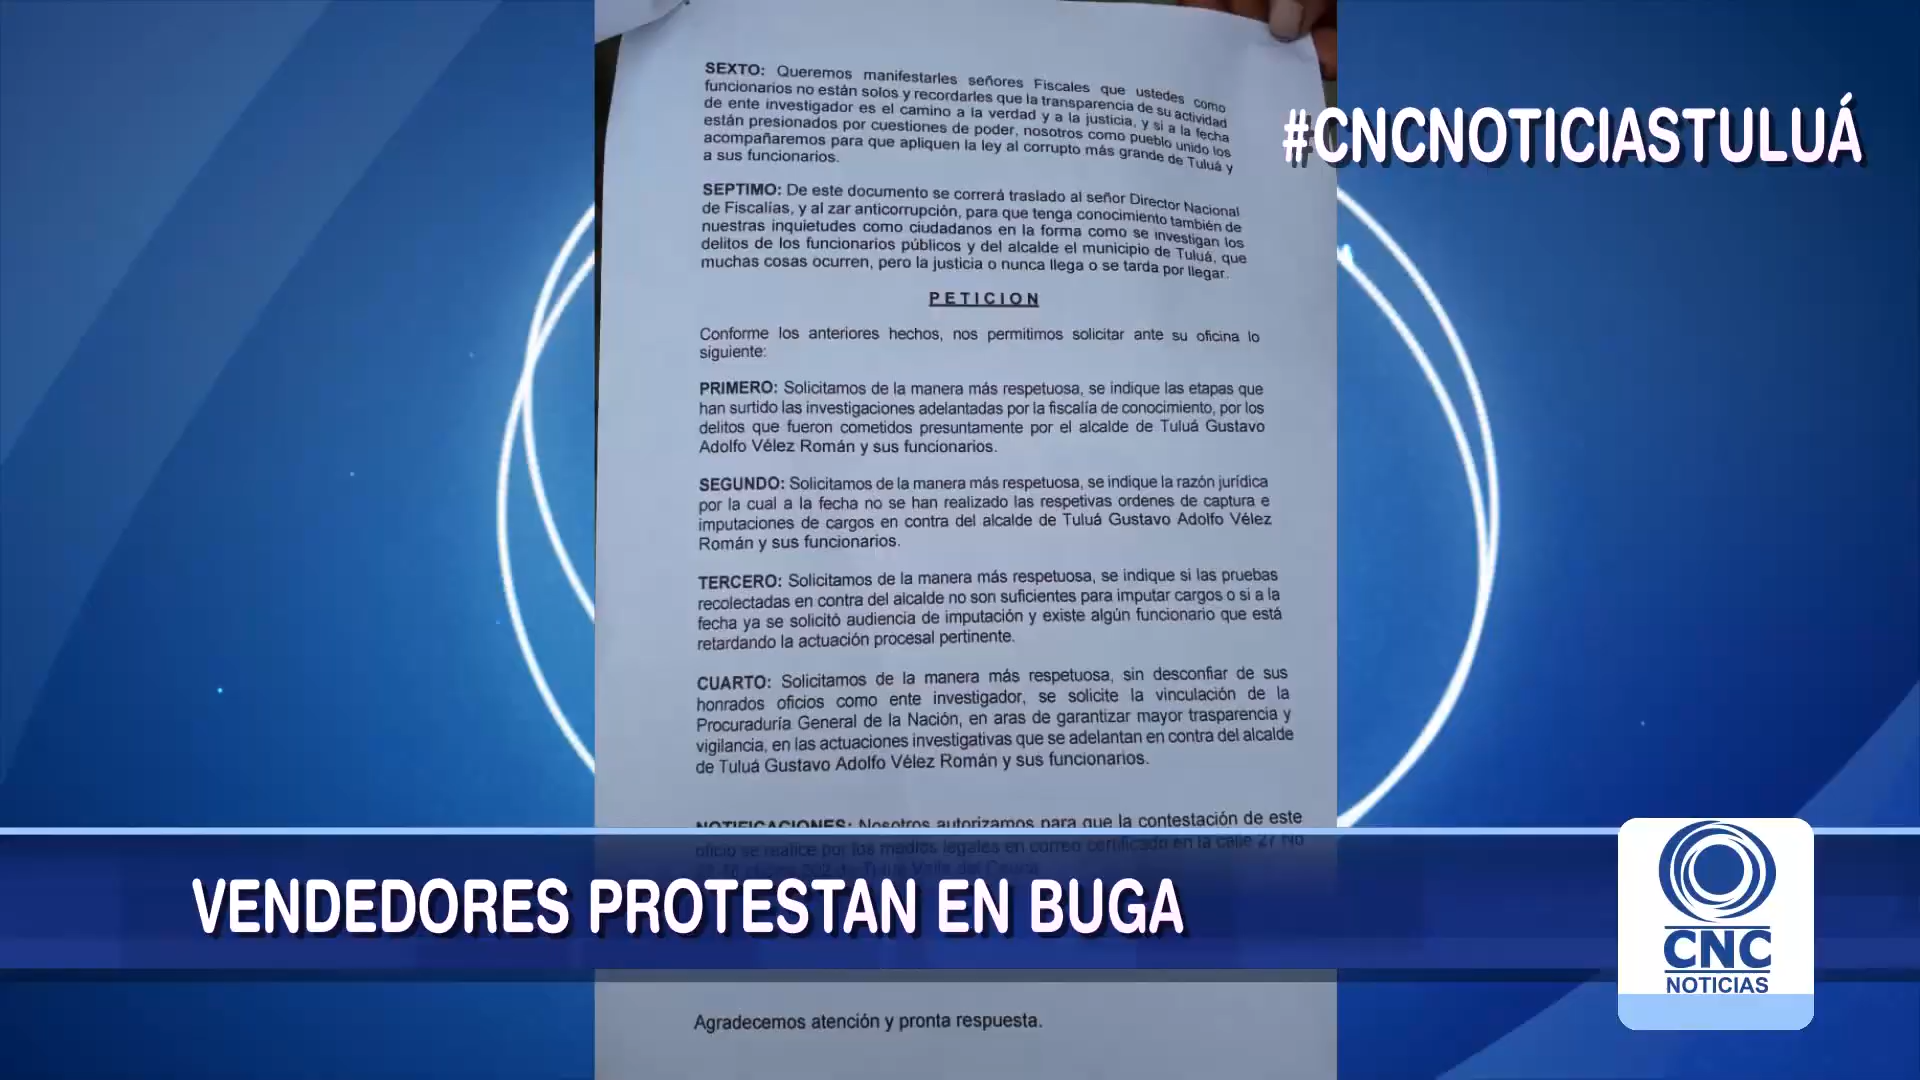 SEXTO: Queremos manifestarles señores Fiscales que ustedes como
funcionarios no están solos y recordarles que la transparencia de su actividad
de ente investigador es el camino a la verdad y a la justicia, y si a la fecha
están presionados por cuestiones de poder, nosotros como pueblo unido los
acompañaremos para que apliquen la ley al corrupto más grande de Tuluá y
a sus funcionarios.
#CNCNOTICIASTULUÁ
SEPTIMO: De este documento se correrá traslado al señor Director Nacional
de Fiscalías, y al zar anticorrupción, para que tenga conocimiento también de
nuestras inquietudes como ciudadanos en la forma como se investigan los
delitos de los funcionarios públicos y del alcalde el municipio de Tuluá, que
muchas cosas ocurren, pero la justicia o nunca llega o se tarda por llegar.
PETICION
Conforme los anteriores hechos, nos permitimos solicitar ante su oficina lo
siguiente:
PRIMERO: Solicitamos de la manera más respetuosa, se indique las etapas que
han surtido las investigaciones adelantadas por la fiscalía de conocimiento, por los
delitos que fueron cometidos presuntamente por el alcalde de Tuluá Gustavo
Adolfo Vélez Román y sus funcionarios.
SEGUNDO: Solicitamos de la manera más respetuosa, se indique la razón jurídica
por la cual a la fecha no se han realizado las respetivas ordenes de captura e
imputaciones de cargos en contra del alcalde de Tuluá Gustavo Adolfo Vélez
Román y sus funcionarios.
TERCERO: Solicitamos de la manera más respetuosa, se indique si las pruebas
recolectadas en contra del alcalde no son suficientes para imputar cargos o si a la
fecha ya se solicitó audiencia de imputación y existe algún funcionario que está
retardando la actuación procesal pertinente.
CUARTO: Solicitamos de la manera más respetuosa, sin desconfiar de sus
honrados oficios como ente investigador, se solicite la vinculación de la
Procuraduría General de la Nación, en aras de garantizar mayor trasparencia y
vigilancia, en las actuaciones investigativas que se adelantan en contra del alcalde
de Tuluá Gustavo Adolfo Vélez Román y sus funcionarios.
NOTIFICACIONES: Nosotros autorizamos para que la contestación de este
oficio se realice por los medios legales en correo certificado en la calle 27 No
VENDEDORES PROTESTAN EN BUGA
CNC
NOTICIAS
Agradecemos atención y pronta respuesta.